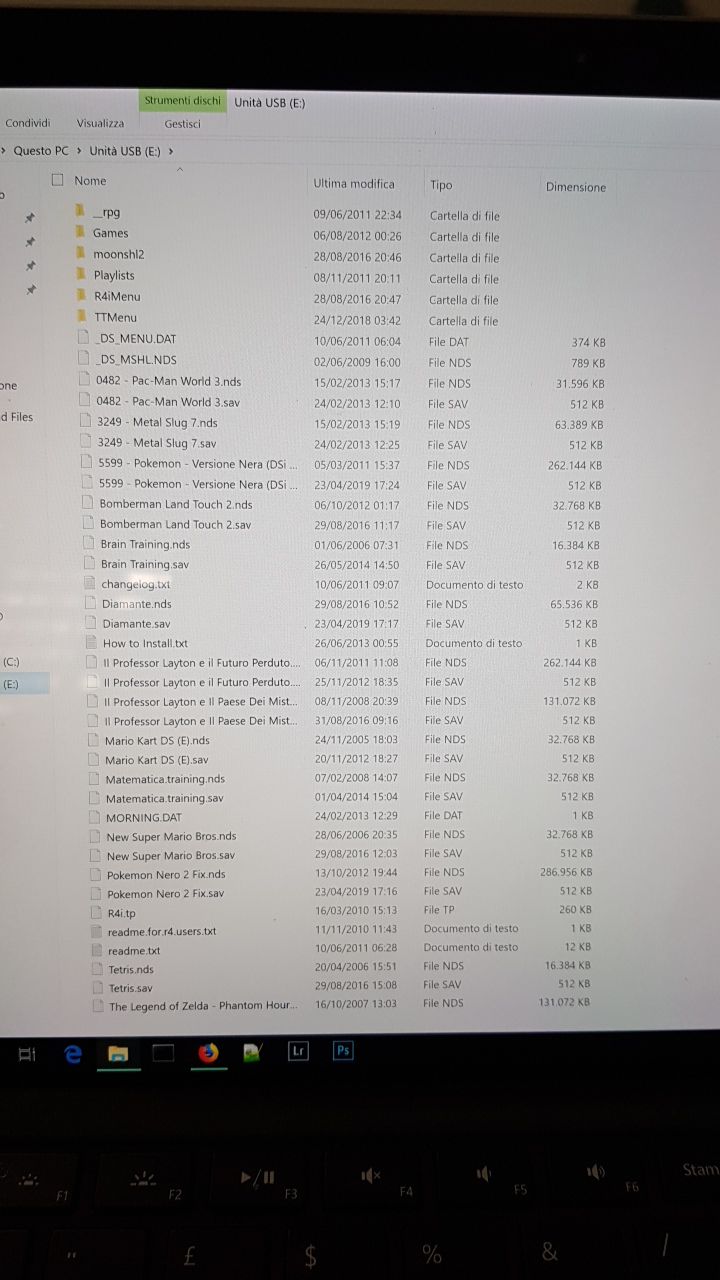 Strumenti dischi Unità USB (E:)
Condividi Visualizza Gestisci
Questo PC > Unità USB (E:) >
Nome Ultima modifica Tipo Dimensione
__rpg 09/06/2011 22:34 Cartella di file
Games 06/08/2012 00:26 Cartella di file
moonshl2 28/08/2016 20:46 Cartella di file
Playlists 08/11/2011 20:11 Cartella di file
R4iMenu 28/08/2016 20:47 Cartella di file
TTMenu 24/12/2018 03:42 Cartella di file
_DS_MENU.DAT 10/06/2011 06:04 File DAT 374 KB
_DS_MSHL.NDS 02/06/2009 16:00 File NDS 789 KB
0482 - Pac-Man World 3.nds 15/02/2013 15:17 File NDS 31.596 KB
0482 - Pac-Man World 3.sav 24/02/2013 12:10 File SAV 512 KB
3249 - Metal Slug 7.nds 15/02/2013 15:19 File NDS 63.389 KB
3249 - Metal Slug 7.sav 24/02/2013 12:25 File SAV 512 KB
5599 - Pokemon - Versione Nera (DSi ... 05/03/2011 15:37 File NDS 262.144 KB
5599 - Pokemon - Versione Nera (DSi ... 23/04/2019 17:24 File SAV 512 KB
Bomberman Land Touch 2.nds 06/10/2012 01:17 File NDS 32.768 KB
Bomberman Land Touch 2.sav 29/08/2016 11:17 File SAV 512 KB
Brain Training.nds 01/06/2006 07:31 File NDS 16.384 KB
Brain Training.sav 26/05/2014 14:50 File SAV 512 KB
changelog.txt 10/06/2011 09:07 Documento di testo 2 KB
Diamante.nds 29/08/2016 10:52 File NDS 65.536 KB
Diamante.sav 23/04/2019 17:17 File SAV 512 KB
How to Install.txt 26/06/2013 00:55 Documento di testo 1 KB
Il Professor Layton e il Futuro Perduto.... 06/11/2011 11:08 File NDS 262.144 KB
Il Professor Layton e il Futuro Perduto.... 25/11/2012 18:35 File SAV 512 KB
Il Professor Layton e Il Paese Dei Mist... 08/11/2008 20:39 File NDS 131.072 KB
Il Professor Layton e Il Paese Dei Mist... 31/08/2016 09:16 File SAV 512 KB
Mario Kart DS (E).nds 24/11/2005 18:03 File NDS 32.768 KB
Mario Kart DS (E).sav 20/11/2012 18:27 File SAV 512 KB
Matematica.training.nds 07/02/2008 14:07 File NDS 32.768 KB
Matematica.training.sav 01/04/2014 15:04 File SAV 512 KB
MORNING.DAT 24/02/2013 12:29 File DAT 1 KB
New Super Mario Bros.nds 28/06/2006 20:35 File NDS 32.768 KB
New Super Mario Bros.sav 29/08/2016 12:03 File SAV 512 KB
Pokemon Nero 2 Fix.nds 13/10/2012 19:44 File NDS 286.956 KB
Pokemon Nero 2 Fix.sav 23/04/2019 17:16 File SAV 512 KB
R4i.tp 16/03/2010 15:13 File TP 260 KB
readme.for.r4.users.txt 11/11/2010 11:43 Documento di testo 1 KB
readme.txt 10/06/2011 06:28 Documento di testo 12 KB
Tetris.nds 20/04/2006 15:51 File NDS 16.384 KB
Tetris.sav 29/08/2016 15:08 File SAV 512 KB
The Legend of Zelda - Phantom Hour... 16/10/2007 13:03 File NDS 131.072 KB
one
d Files
(C:)
(E:)
Lr Ps
F1 F2 F3 F4 F5 F6 Stam
" £ $ % & /